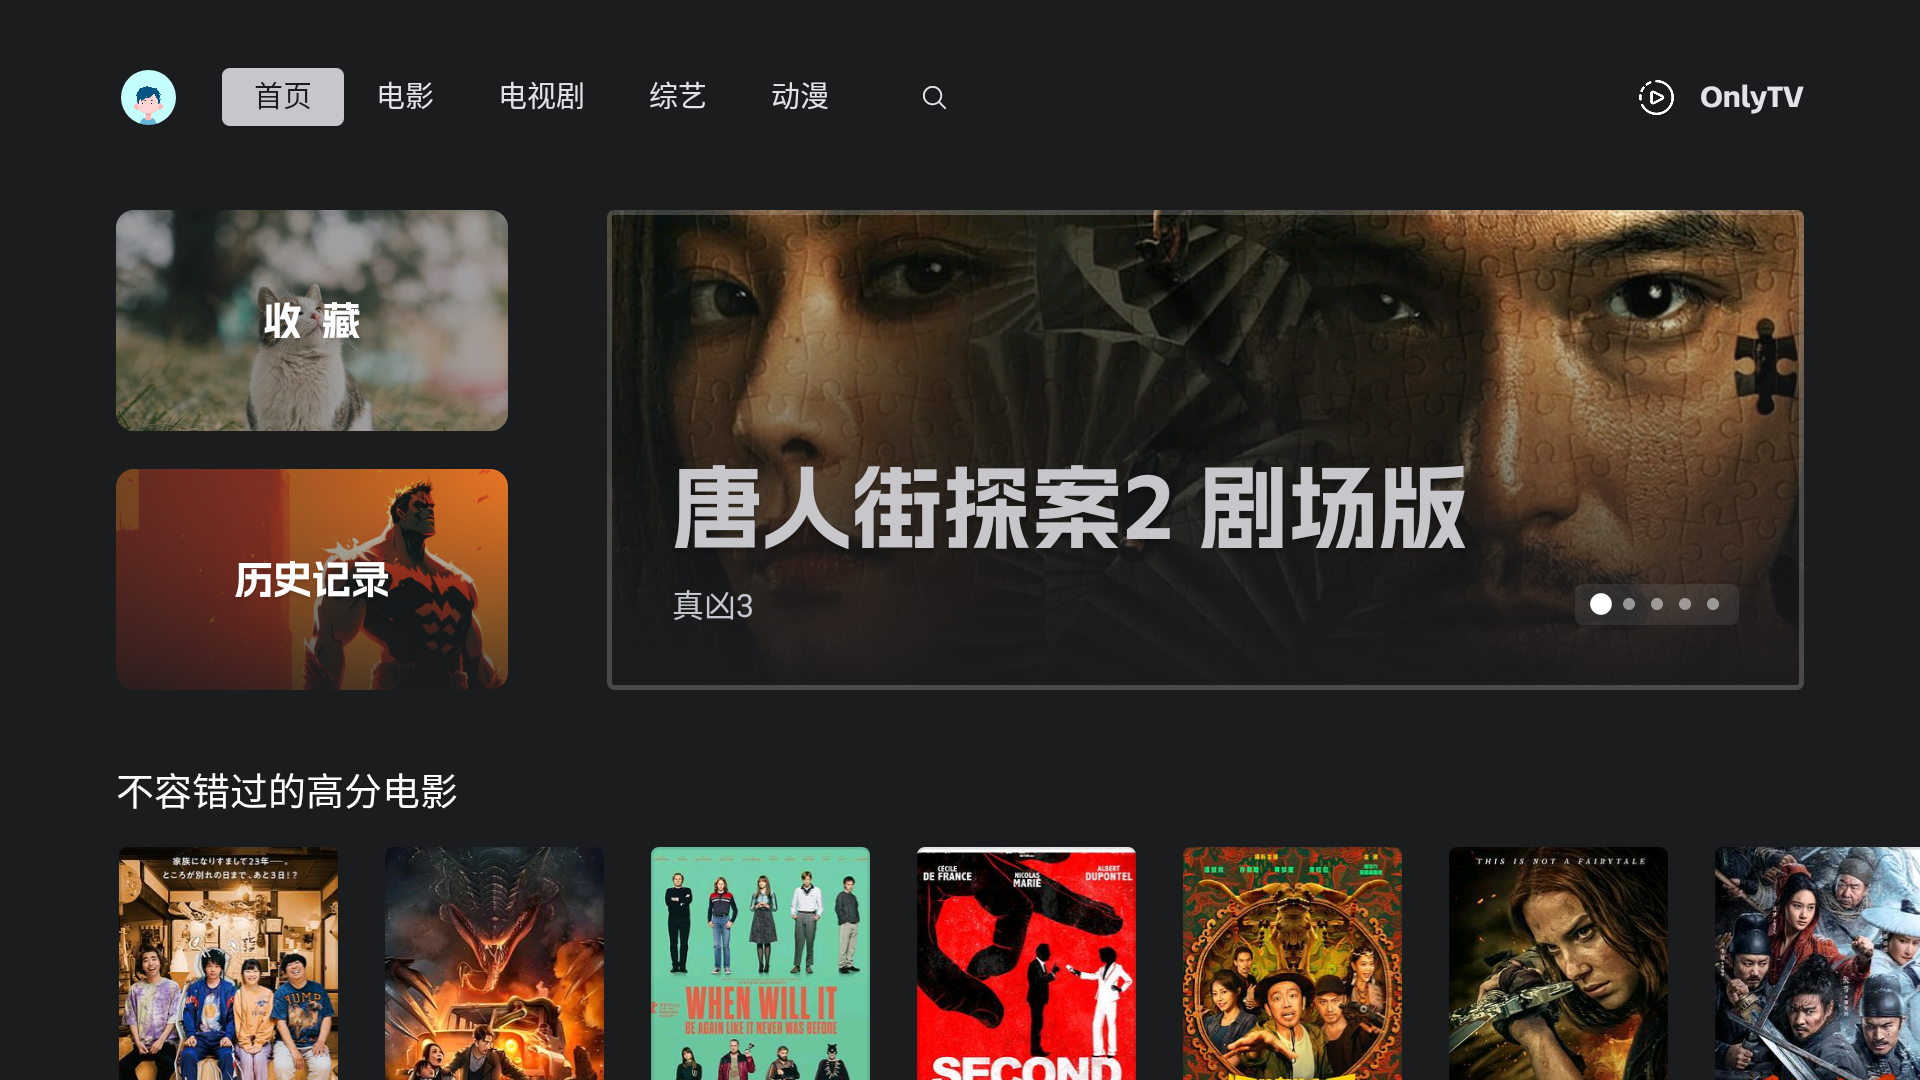 首页
电影
电视剧
综艺
动漫
OnlyTV
收 藏
历史记录
唐人街探案2 剧场版
真凶3
不容错过的高分电影
家族になりすまして23年——。
ところが別れの日まで、あと3日!?
JUMP
WHEN WILL IT
BE AGAIN LIKE IT NEVER WAS BEFORE
CÉCILE
DE FRANCE
NICOLAS
MARIÉ
ALBERT
DUPONTEL
SECOND
THIS IS NOT A FAIRYTALE